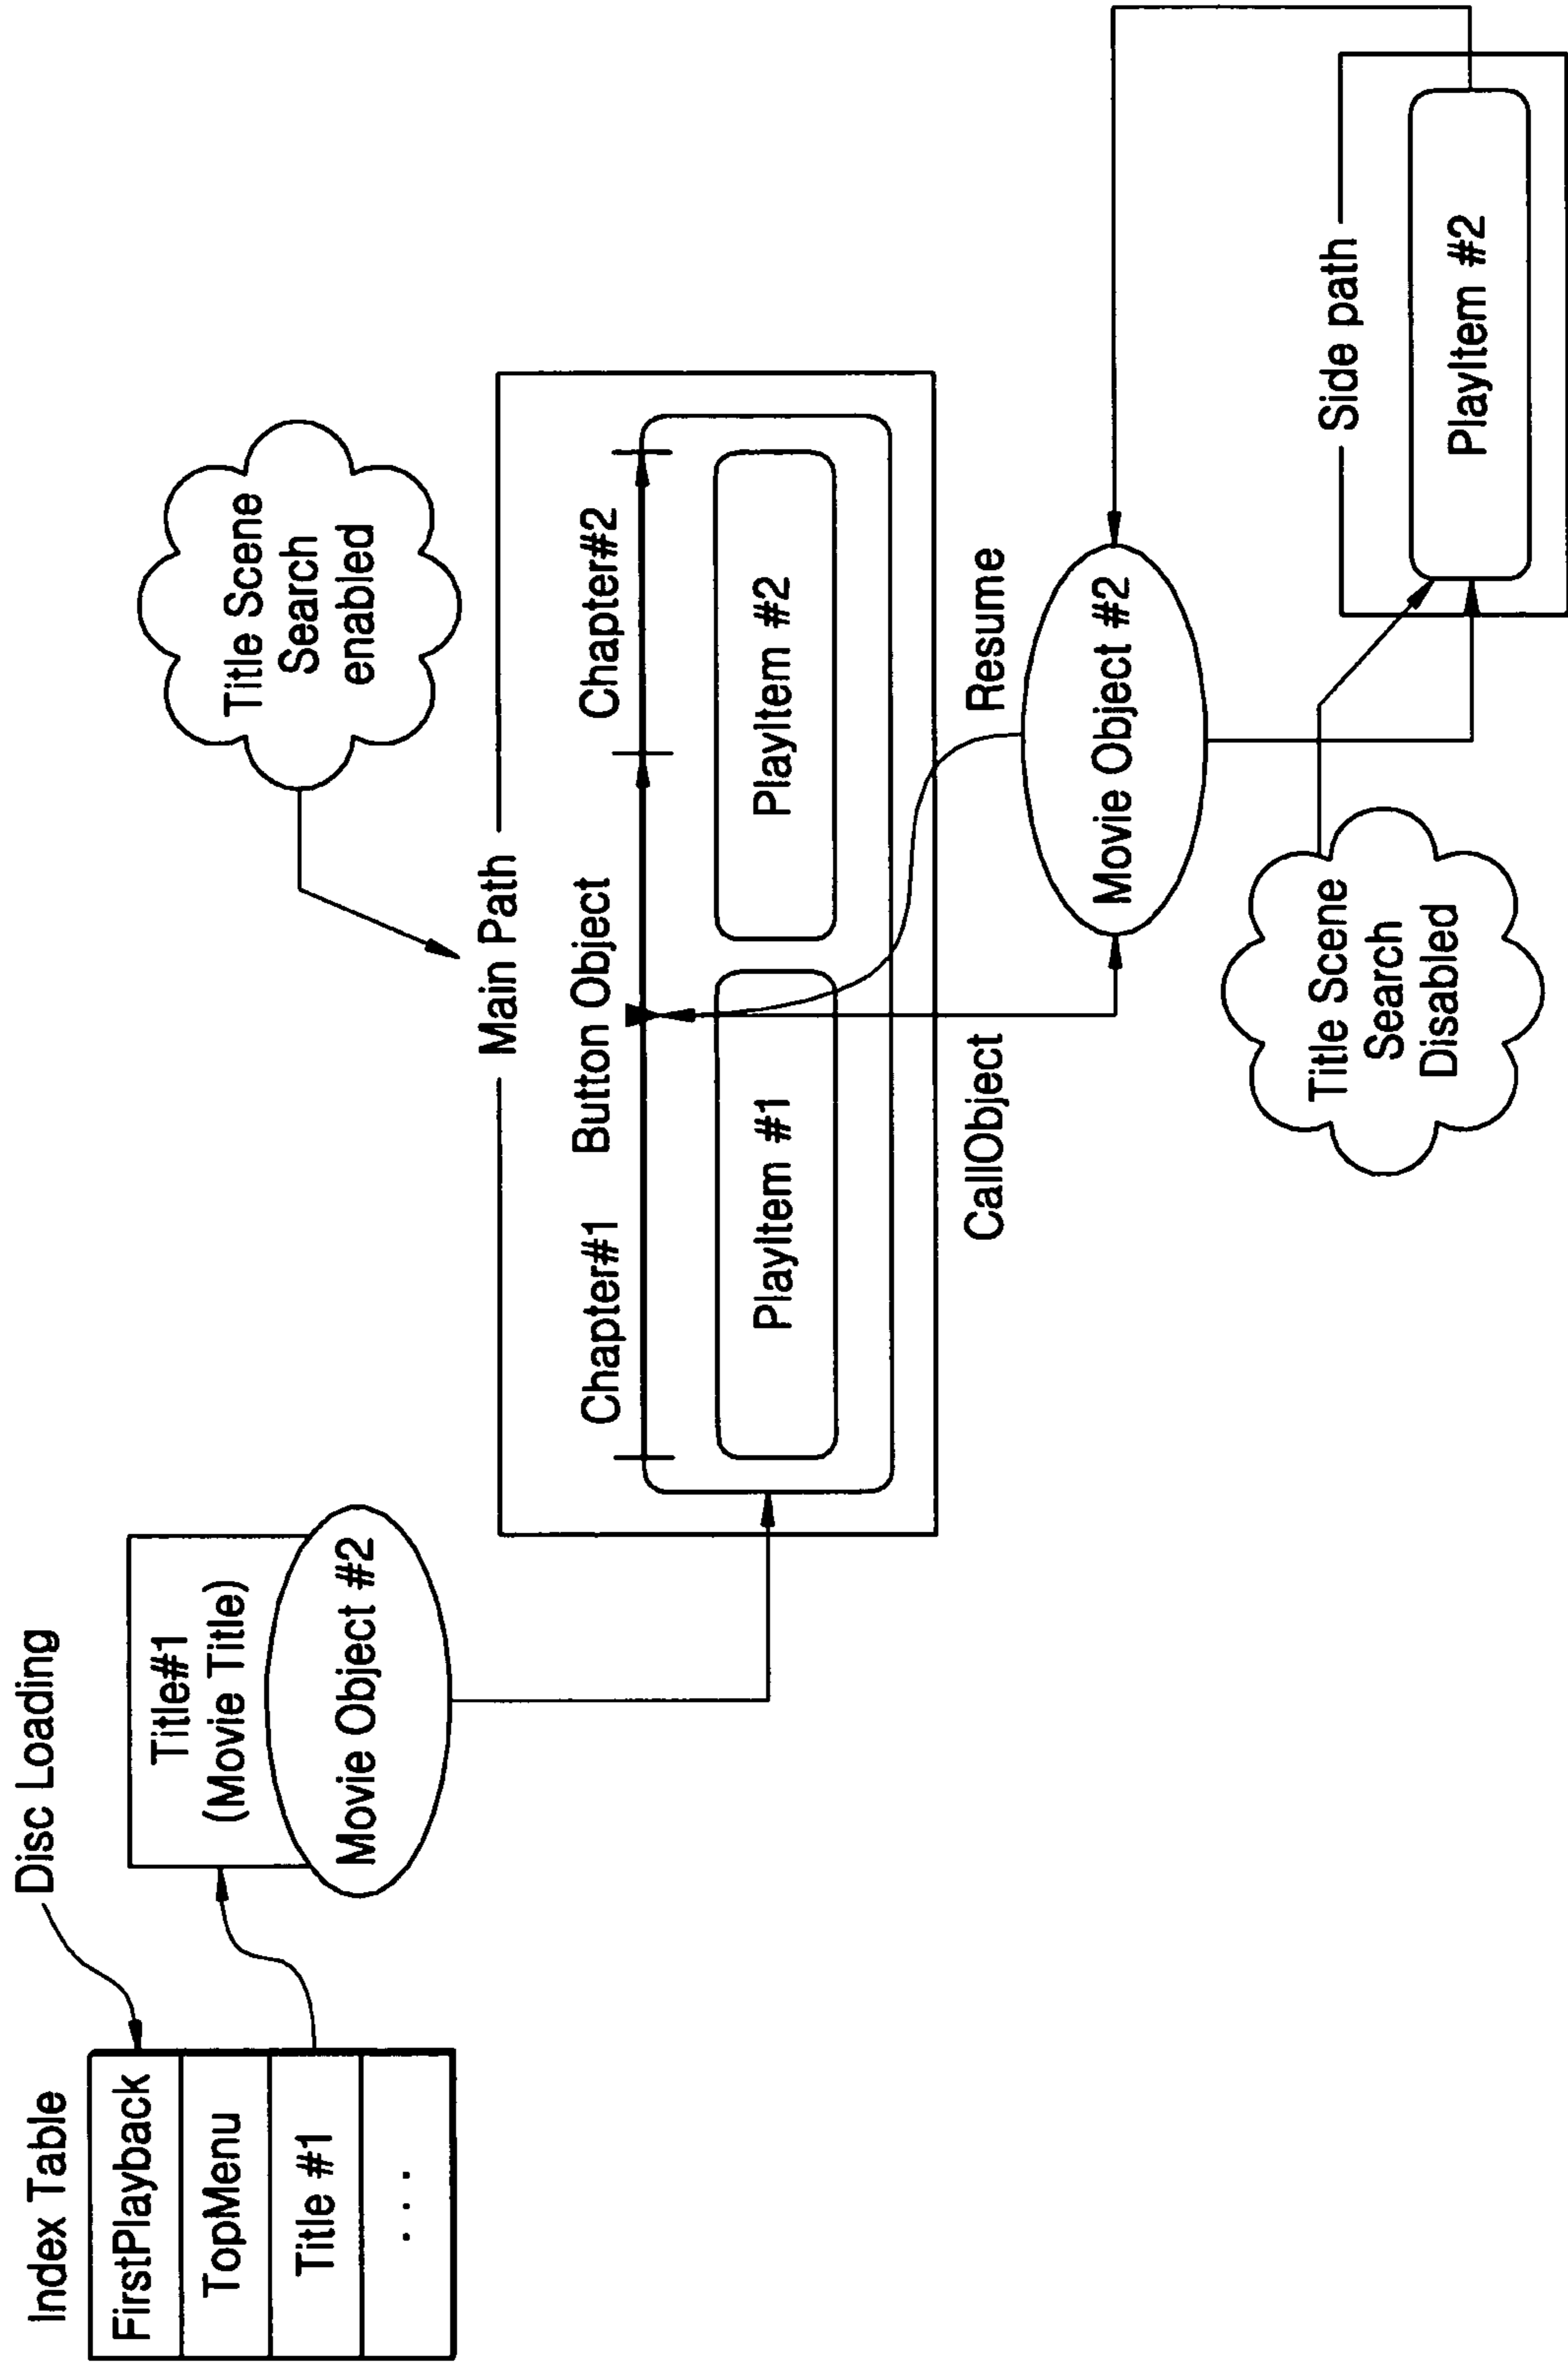 Index Table
FirstPlayback
TopMenu
Title #1
. . .
Disc Loading
Title#1
(Movie Title)
Movie Object #2
Title Scene
Search
enabled
Main Path
Chapter#1
Button Object
Chapter#2
PlayItem #1
PlayItem #2
CallObject
Resume
Movie Object #2
Title Scene
Search
Disabled
Side path
PlayItem #2